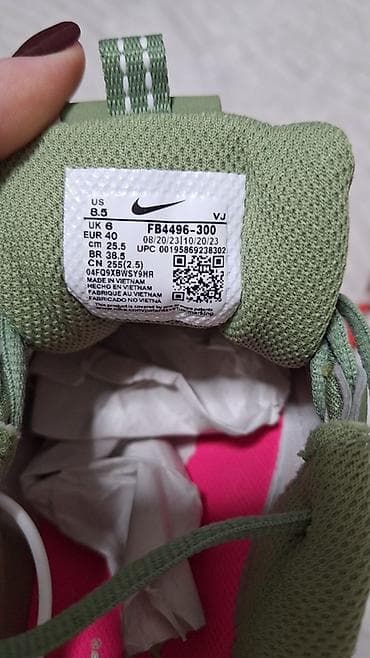 US
8.5
VJ
UK 6
FB4496-300
EUR 40
08/20/23 10/20/23
cm 25.5
UPC 00195869238302
BR 38.5
CN 255(2.5)
04FQ9XBWSY9HR
MADE IN VIETNAM
HECHO EN VIETNAM
FABRIQUE AU VIETNAM
FABRICADO NO VIETNAM